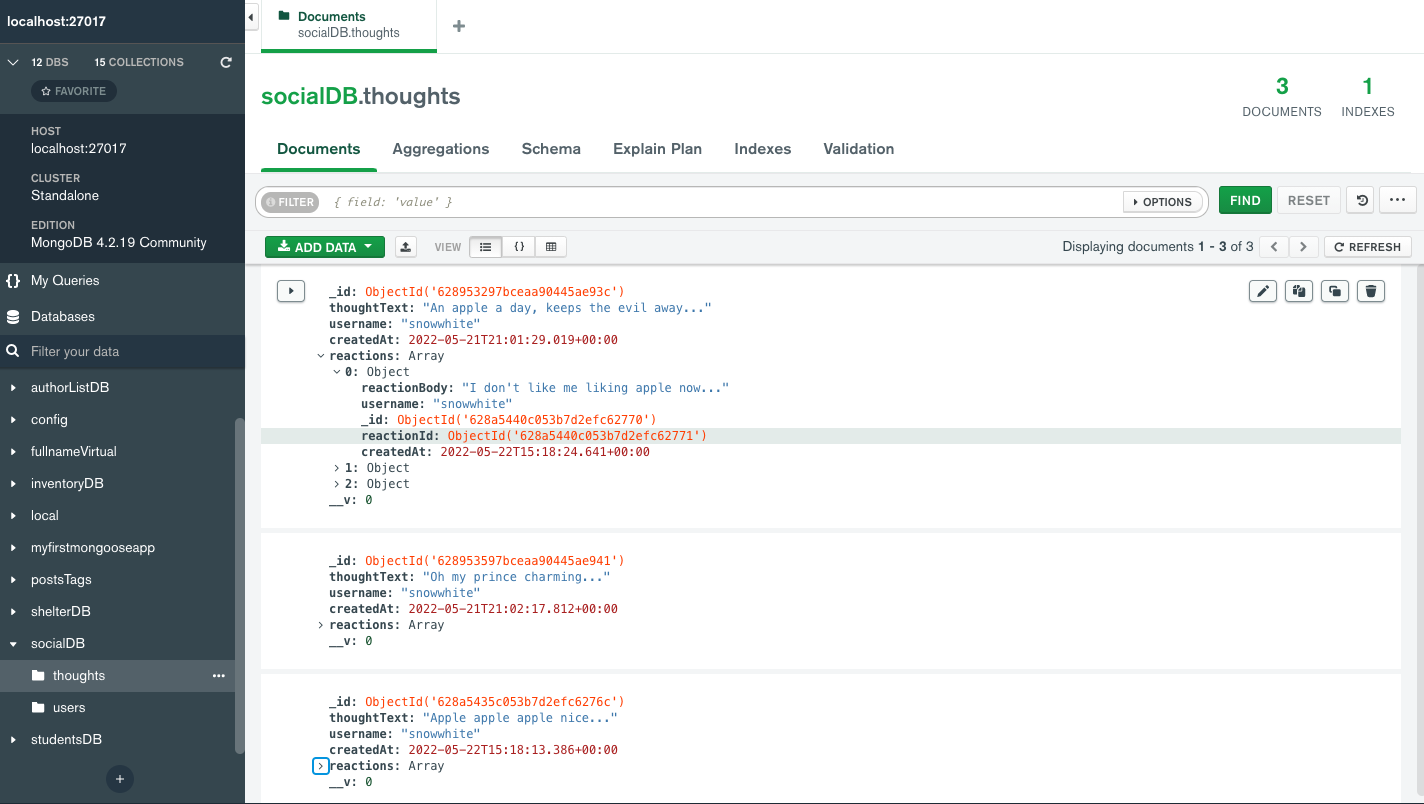 localhost:27017
12 DBS 15 COLLECTIONS
FAVORITE
HOST
localhost:27017
CLUSTER
Standalone
EDITION
MongoDB 4.2.19 Community
{} My Queries
Databases
Filter your data
authorListDB
config
fullnameVirtual
inventoryDB
local
myfirstmongooseapp
postsTags
shelterDB
socialDB
thoughts ...
users
studentsDB
+
Documents
socialDB.thoughts
+
socialDB.thoughts
3
DOCUMENTS
1
INDEXES
Documents Aggregations Schema Explain Plan Indexes Validation
FILTER { field: 'value' } OPTIONS FIND RESET ...
ADD DATA VIEW {} Displaying documents 1 - 3 of 3 < > REFRESH
_id: ObjectId('628953297bceaa90445ae93c')
thoughtText: "An apple a day, keeps the evil away..."
username: "snowwhite"
createdAt: 2022-05-21T21:01:29.019+00:00
reactions: Array
0: Object
reactionBody: "I don't like me liking apple now..."
username: "snowwhite"
_id: ObjectId('628a5440c053b7d2efc62770')
reactionId: ObjectId('628a5440c053b7d2efc62771')
createdAt: 2022-05-22T15:18:24.641+00:00
1: Object
2: Object
__v: 0
_id: ObjectId('628953597bceaa90445ae941')
thoughtText: "Oh my prince charming..."
username: "snowwhite"
createdAt: 2022-05-21T21:02:17.812+00:00
reactions: Array
__v: 0
_id: ObjectId('628a5435c053b7d2efc6276c')
thoughtText: "Apple apple apple nice..."
username: "snowwhite"
createdAt: 2022-05-22T15:18:13.386+00:00
reactions: Array
__v: 0